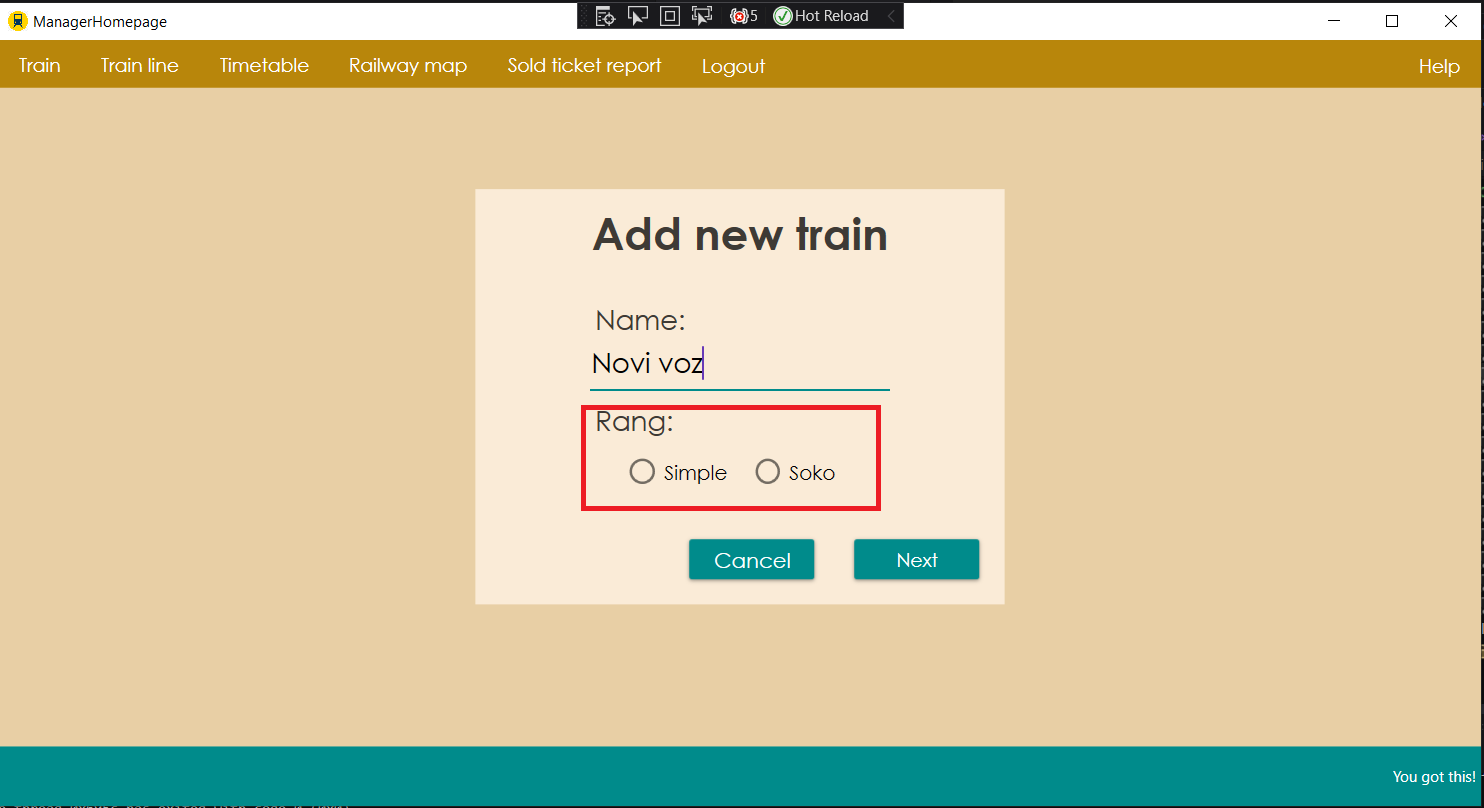 ManagerHomepage
5 Hot Reload
Train Train line Timetable Railway map Sold ticket report Logout Help
Add new train
Name:
Novi voz
Rang:
Simple Soko
Cancel Next
You got this!